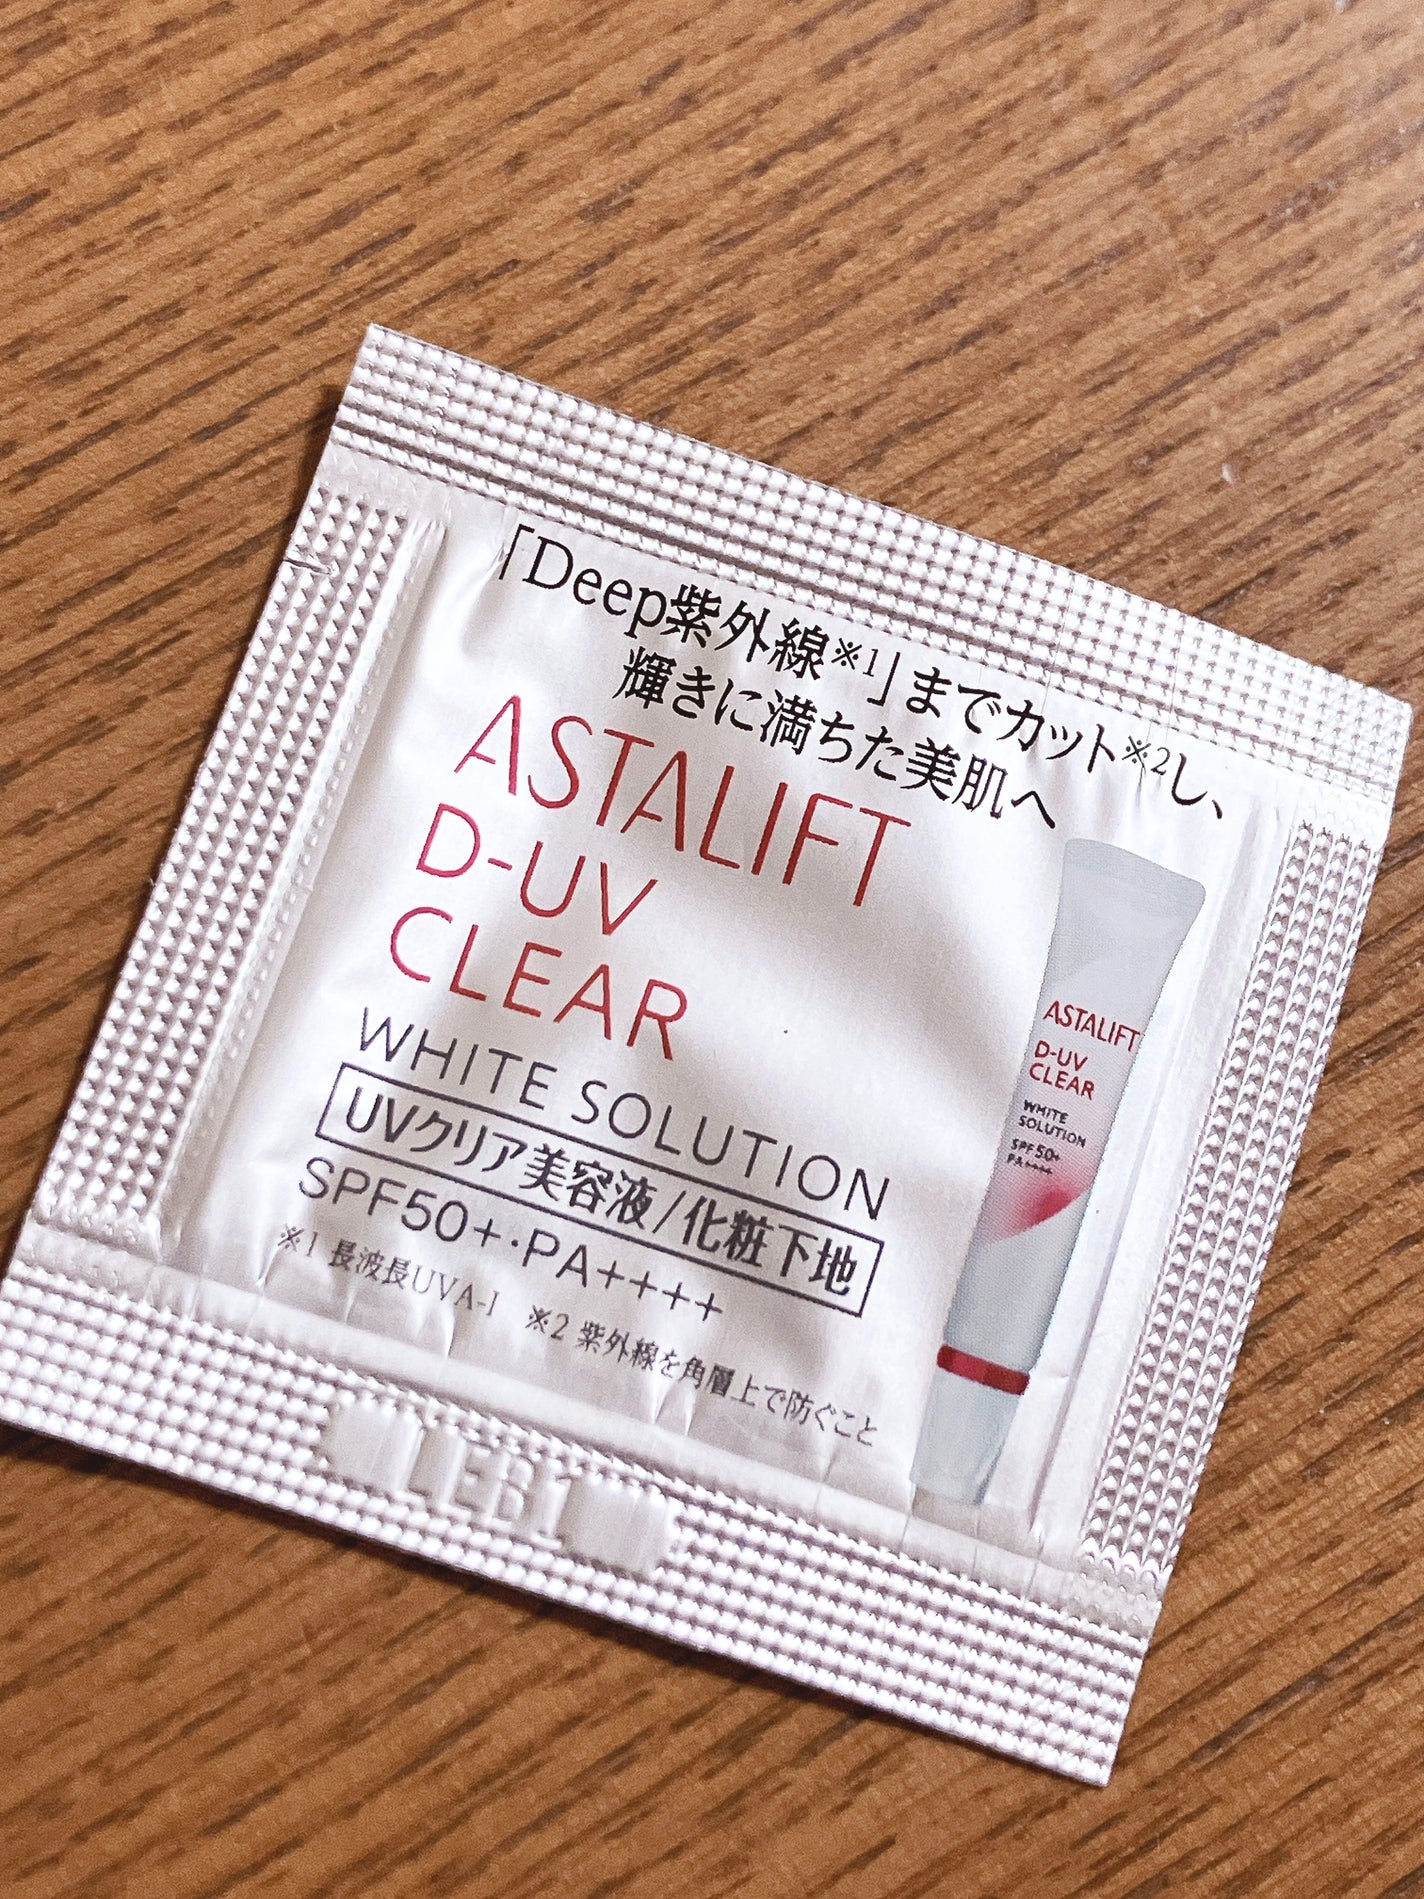 「Deep紫外線※1」までカット※2し、
輝きに満ちた美肌へ
ASTALIFT
D-UV
CLEAR
WHITE SOLUTION
UVクリア美容液/化粧下地
SPF50+・PA++++
※1 長波長UVA-1 ※2 紫外線を角層上で防ぐこと
ASTALIFT
D-UV
CLEAR
WHITE
SOLUTION
SPF50+
PA++++